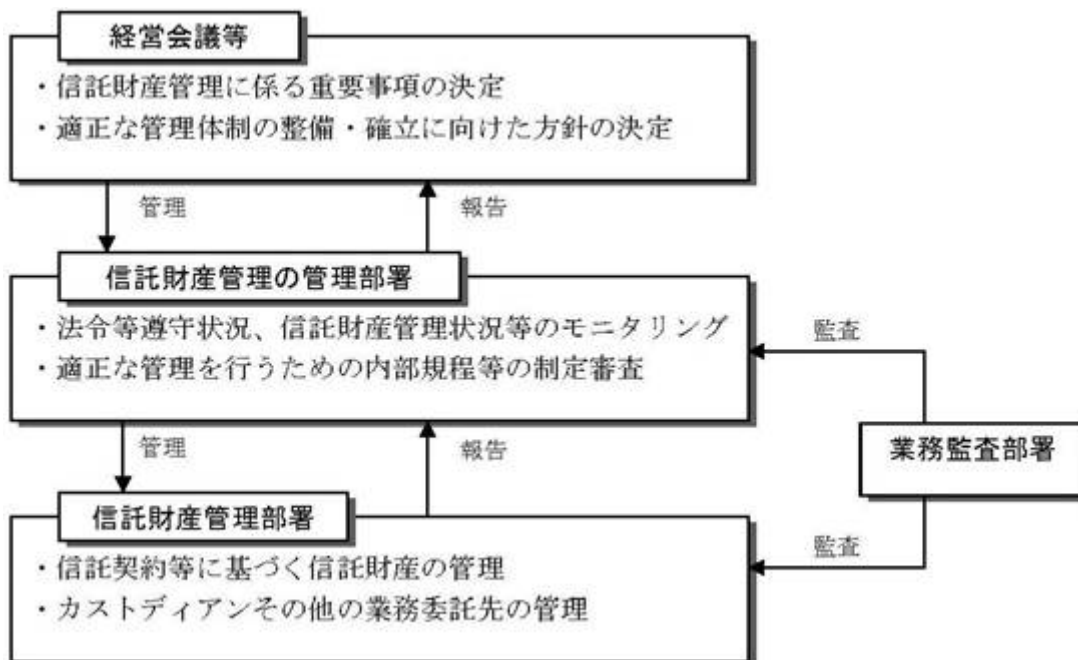 経営会議等
・信託財産管理に係る重要事項の決定
・適正な管理体制の整備・確立に向けた方針の決定
管理
報告
信託財産管理の管理部署
・法令等遵守状況、信託財産管理状況等のモニタリング
・適正な管理を行うための内部規程等の制定審査
監査
管理
報告
業務監査部署
信託財産管理部署
・信託契約等に基づく信託財産の管理
・カストディアンその他の業務委託先の管理
監査